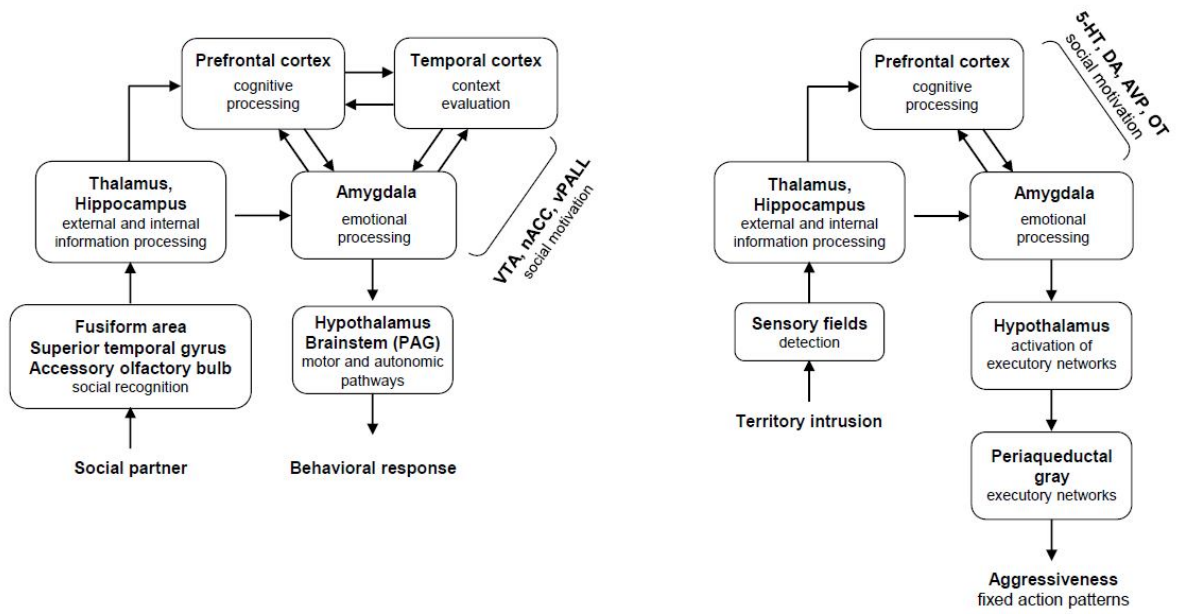 Prefrontal cortex
cognitive
processing
Temporal cortex
context
evaluation
Thalamus,
Hippocampus
external and internal
information processing
Amygdala
emotional
processing
VTA, nACC, vPALL
social motivation
Fusiform area
Superior temporal gyrus
Accessory olfactory bulb
social recognition
Hypothalamus
Brainstem (PAG)
motor and autonomic
pathways
Social partner
Behavioral response
Prefrontal cortex
cognitive
processing
5-HT, DA, AVP, OT
social motivation
Thalamus,
Hippocampus
external and internal
information processing
Amygdala
emotional
processing
Sensory fields
detection
Hypothalamus
activation of
executory networks
Territory intrusion
Periaqueductal
gray
executory networks
Aggressiveness
fixed action patterns